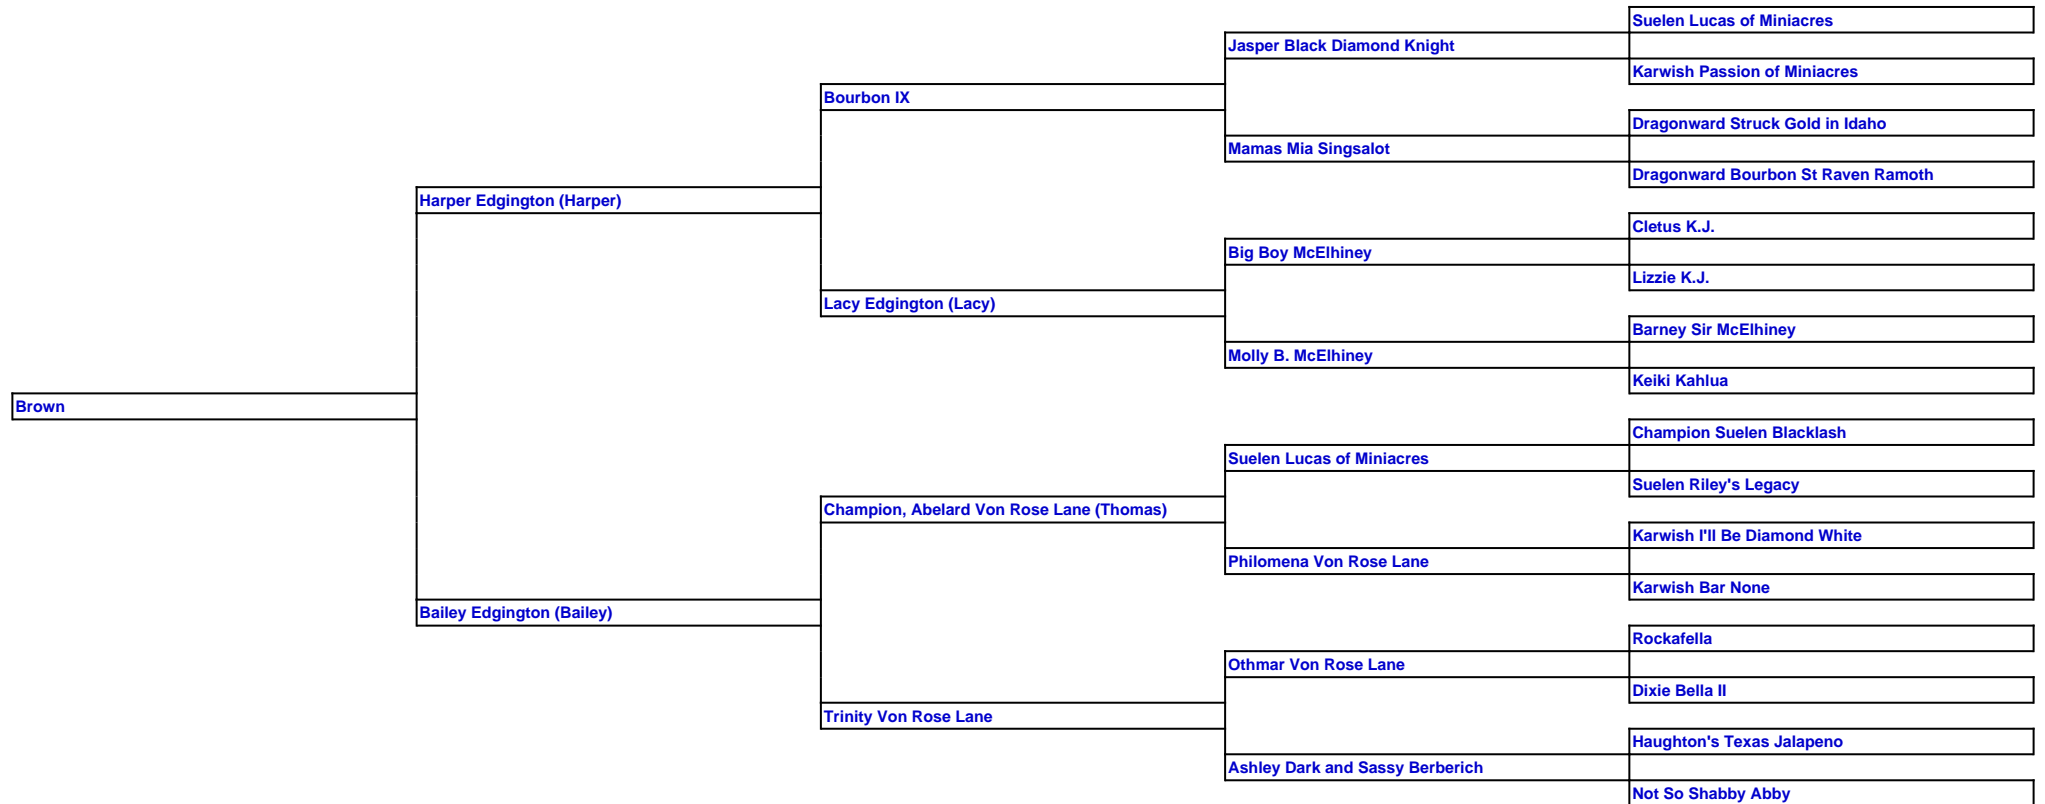 Suelen Lucas of Miniacres
Jasper Black Diamond Knight
Karwish Passion of Miniacres
Bourbon IX
Dragonward Struck Gold in Idaho
Mamas Mia Singsalot
Dragonward Bourbon St Raven Ramoth
Harper Edgington (Harper)
Cletus K.J.
Big Boy McElhiney
Lizzie K.J.
Lacy Edgington (Lacy)
Barney Sir McElhiney
Molly B. McElhiney
Keiki Kahlua
Brown
Champion Suelen Blacklash
Suelen Lucas of Miniacres
Suelen Riley's Legacy
Champion, Abelard Von Rose Lane (Thomas)
Karwish I'll Be Diamond White
Philomena Von Rose Lane
Karwish Bar None
Bailey Edgington (Bailey)
Rockafella
Othmar Von Rose Lane
Dixie Bella II
Trinity Von Rose Lane
Haughton's Texas Jalapeno
Ashley Dark and Sassy Berberich
Not So Shabby Abby